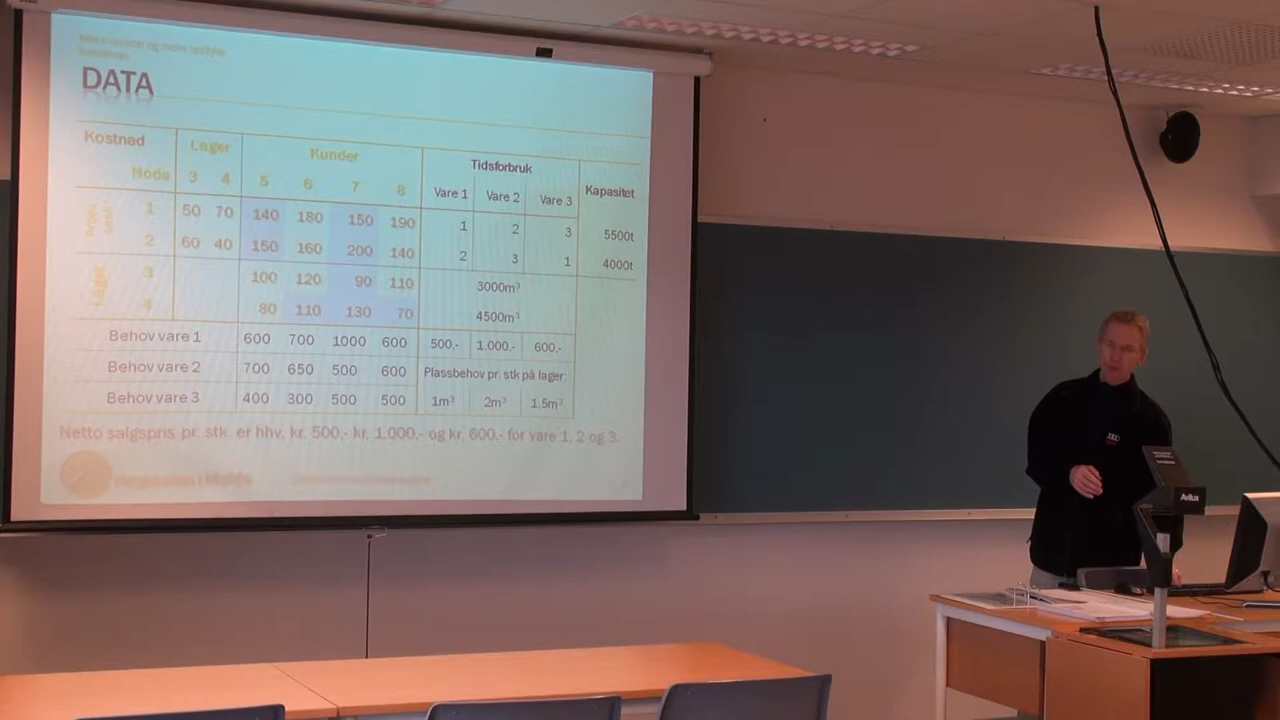 DATA
Kostnad Lager Kunder Tidsforbruk Kapasitet
Node 3 4 5 6 7 8 Vare 1 Vare 2 Vare 3
1 50 70 140 180 150 190 1 2 3 5500t
2 60 40 150 160 200 140 2 3 1 4000t
3 100 120 90 110 3000m³
4 80 110 130 70 4500m³
Behov vare 1 600 700 1000 600 500,- 1.000,- 600,-
Behov vare 2 700 650 500 600 Plassbehov pr. stk på lager:
Behov vare 3 400 300 500 500 1m³ 2m³ 1.5m³
Netto salgspris pr. stk. er hhv. kr. 500,- kr. 1.000,- og kr. 600,- for vare 1, 2 og 3.
Avilux